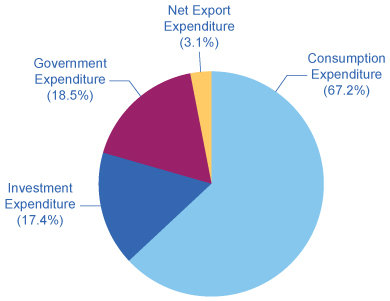 Net Export
Expenditure
(3.1%)
Consumption
Expenditure
(67.2%)
Government
Expenditure
(18.5%)
Investment
Expenditure
(17.4%)